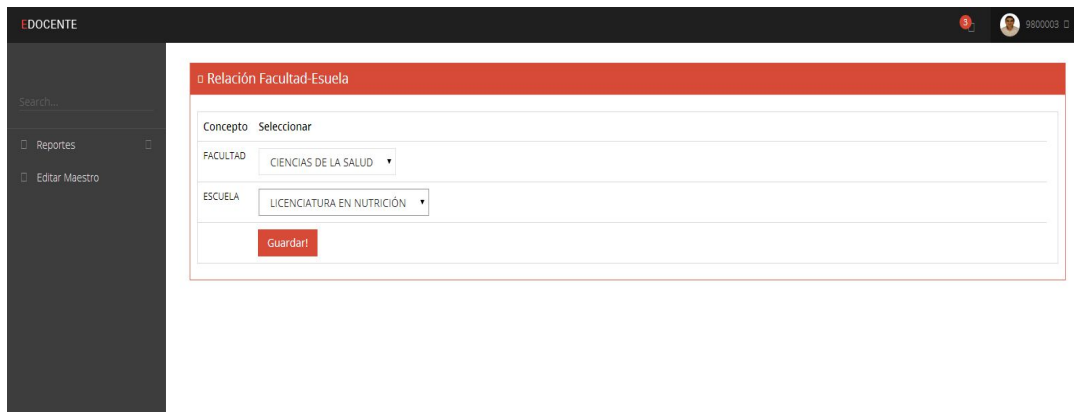 EDOCENTE
3
9800003
Relación Facultad-Esuela
Search...
Concepto Seleccionar
Reportes
FACULTAD CIENCIAS DE LA SALUD
Editar Maestro
ESCUELA LICENCIATURA EN NUTRICIÓN
Guardar!